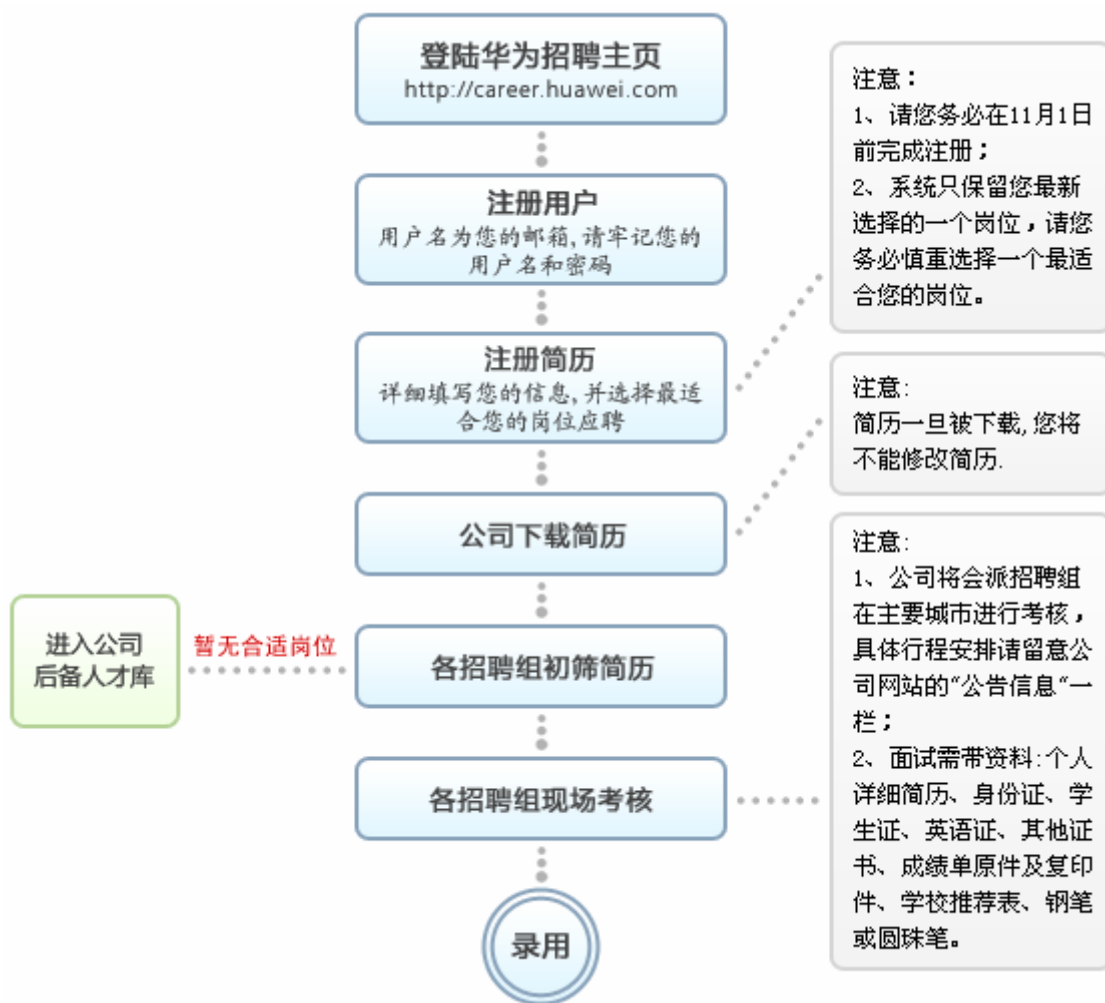 登陆华为招聘主页
http://career.huawei.com
注册用户
用户名为您的邮箱,请牢记您的
用户名和密码
注册简历
详细填写您的信息,并选择最适
合您的岗位应聘
公司下载简历
各招聘组初筛简历
暂无合适岗位
进入公司
后备人才库
各招聘组现场考核
录用
注意：
1、请您务必在11月1日
前完成注册；
2、系统只保留您最新
选择的一个岗位，请您
务必慎重选择一个最适
合您的岗位。
注意:
简历一旦被下载,您将
不能修改简历.
注意:
1、公司将会派招聘组
在主要城市进行考核，
具体行程安排请留意公
司网站的"公告信息"一
栏；
2、面试需带资料:个人
详细简历、身份证、学
生证、英语证、其他证
书、成绩单原件及复印
件、学校推荐表、钢笔
或圆珠笔。